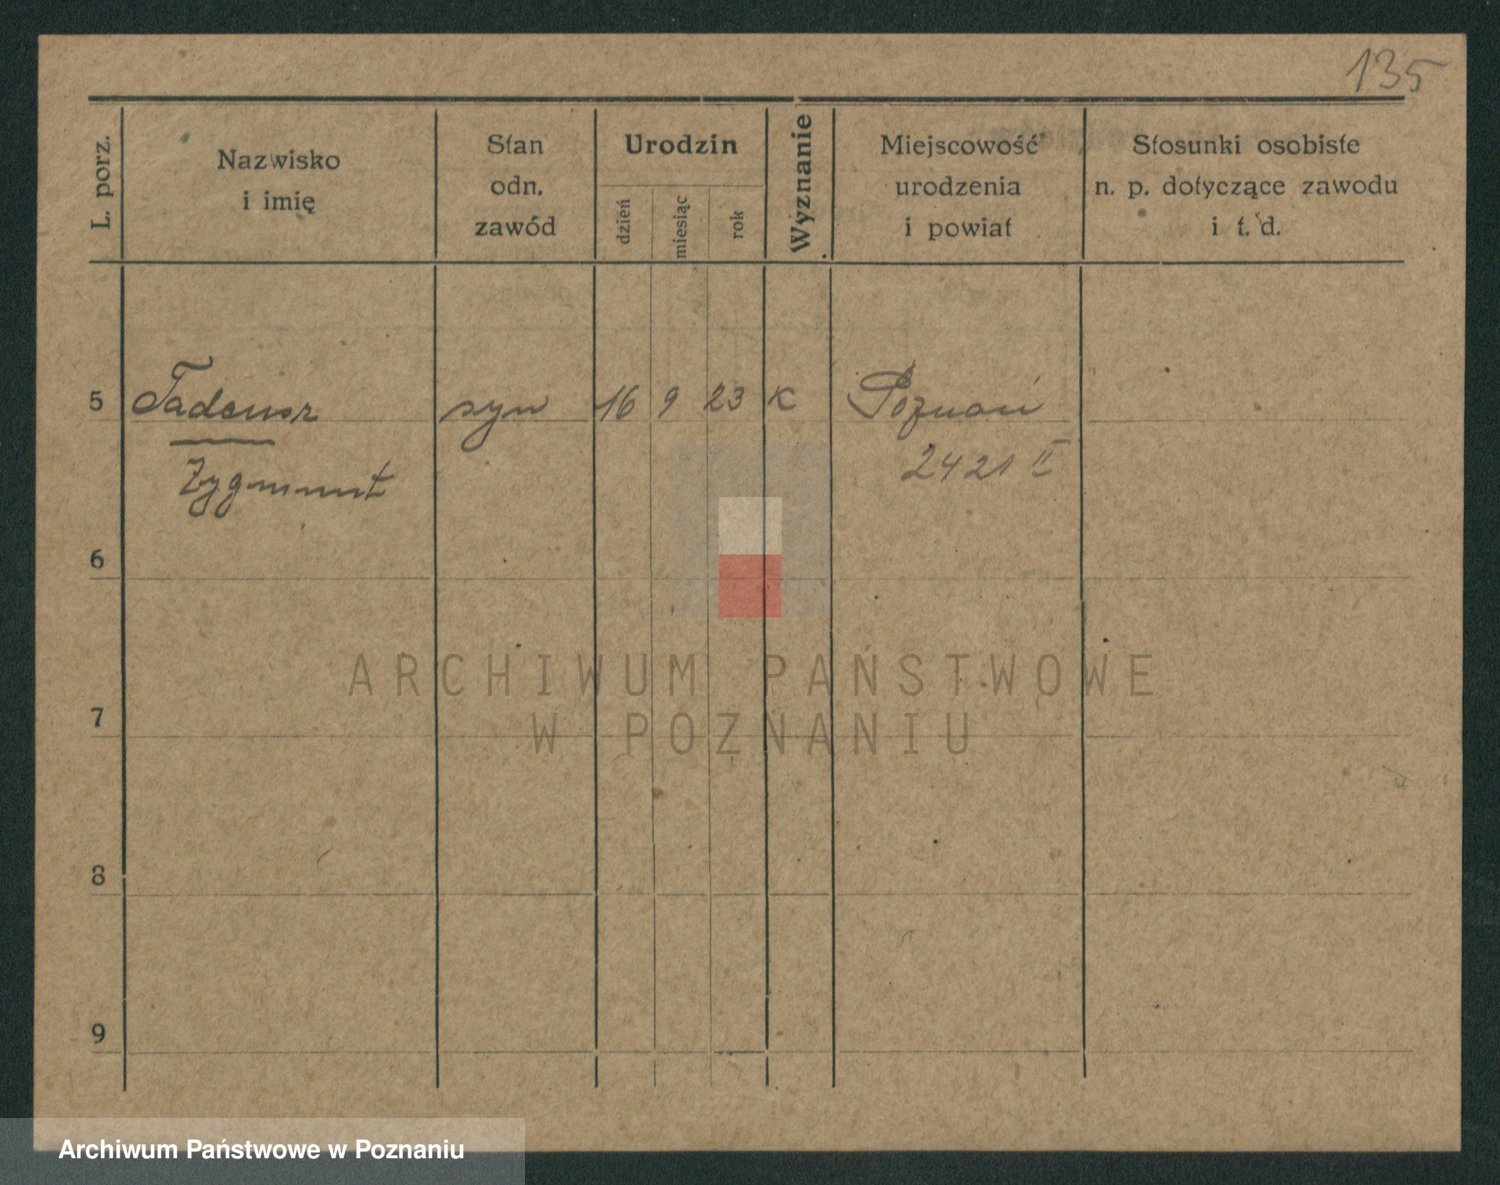 135
L. porz.
Nazwisko
i imię
Stan
odn.
zawód
Urodzin
dzień
miesiąc
rok
Wyznanie
Miejscowość
urodzenia
i powiat
Stosunki osobiste
n. p. dotyczące zawodu
i t. d.
5 Tadeusz syn 16 9 23 K Poznań
Zygmunt 2421 II
6
ARCHIWUM PAŃSTWOWE
7
W POZNANIU
8
9
Archiwum Państwowe w Poznaniu